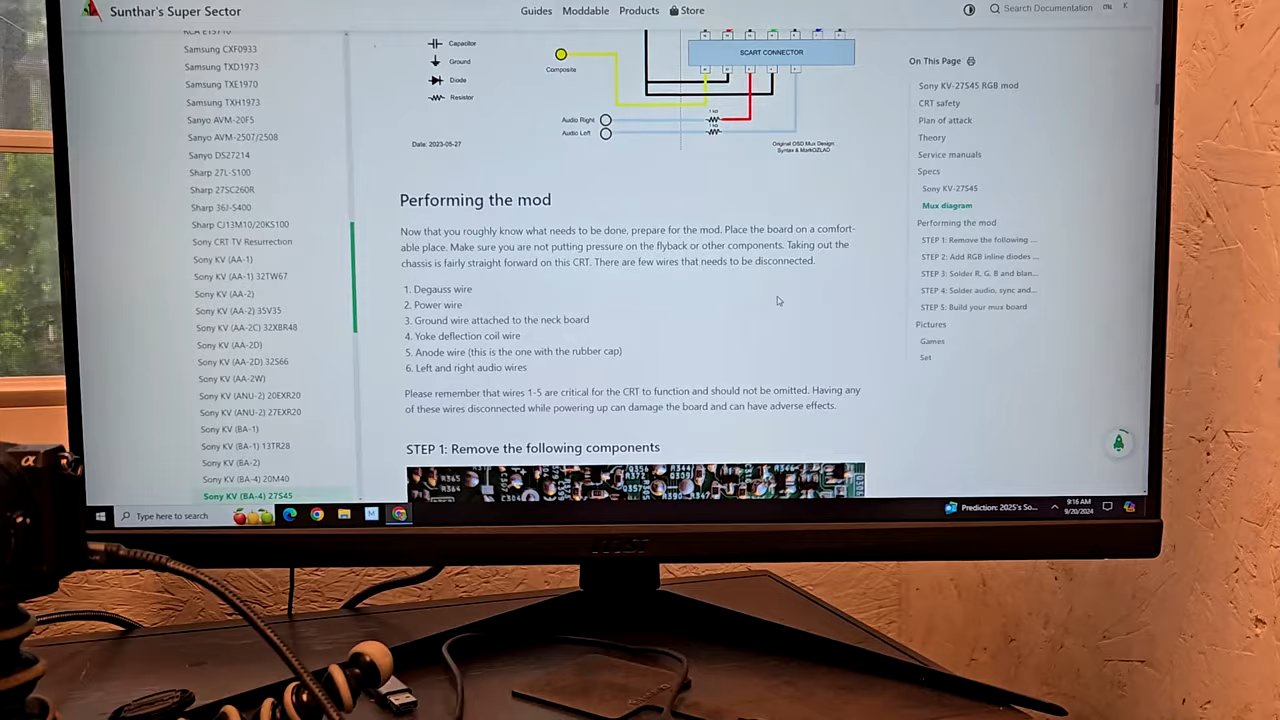 Sunthar's Super Sector
Guides Moddable Products Store
Search Documentation
K
Samsung CXF0933
Samsung TXD1973
Samsung TXE1970
Samsung TXH1973
Sanyo AVM-20F5
Sanyo AVM-2507/2508
Sanyo DS27214
Sharp 27L-S100
Sharp 27SC260R
Sharp 36J-S400
Sharp CJ13M10/20KS100
Sony CRT TV Resurrection
Sony KV (AA-1)
Sony KV (AA-1) 32TW67
Sony KV (AA-2)
Sony KV (AA-2) 35V35
Sony KV (AA-2C) 32XBR48
Sony KV (AA-2D)
Sony KV (AA-2D) 32S66
Sony KV (AA-2W)
Sony KV (ANU-2) 20EXR20
Sony KV (ANU-2) 27EXR20
Sony KV (BA-1)
Sony KV (BA-1) 13TR28
Sony KV (BA-2)
Sony KV (BA-4) 20M40
Sony KV (BA-4) 27S45
Capacitor
Ground
Diode
Resistor
Composite
SCART CONNECTOR
Audio Right
Audio Left
Date: 2023-05-27
Original OSD Mux Design:
Syntax & MarkOZLAD
Performing the mod
Now that you roughly know what needs to be done, prepare for the mod. Place the board on a comfort-
able place. Make sure you are not putting pressure on the flyback or other components. Taking out the
chassis is fairly straight forward on this CRT. There are few wires that needs to be disconnected.
1. Degauss wire
2. Power wire
3. Ground wire attached to the neck board
4. Yoke deflection coil wire
5. Anode wire (this is the one with the rubber cap)
6. Left and right audio wires
Please remember that wires 1-5 are critical for the CRT to function and should not be omitted. Having any
of these wires disconnected while powering up can damage the board and can have adverse effects.
STEP 1: Remove the following components
R365
R364
Q354
R372
Q357
R344
Q309
R390
R347
On This Page
Sony KV-27S45 RGB mod
CRT safety
Plan of attack
Theory
Service manuals
Specs
Sony KV-27S45
Mux diagram
Performing the mod
STEP 1: Remove the following ...
STEP 2: Add RGB inline diodes ...
STEP 3: Solder R, G, B and blan...
STEP 4: Solder audio, sync and...
STEP 5: Build your mux board
Pictures
Games
Set
Type here to search
Prediction: 2025's So...
9:16 AM
9/20/2024
α